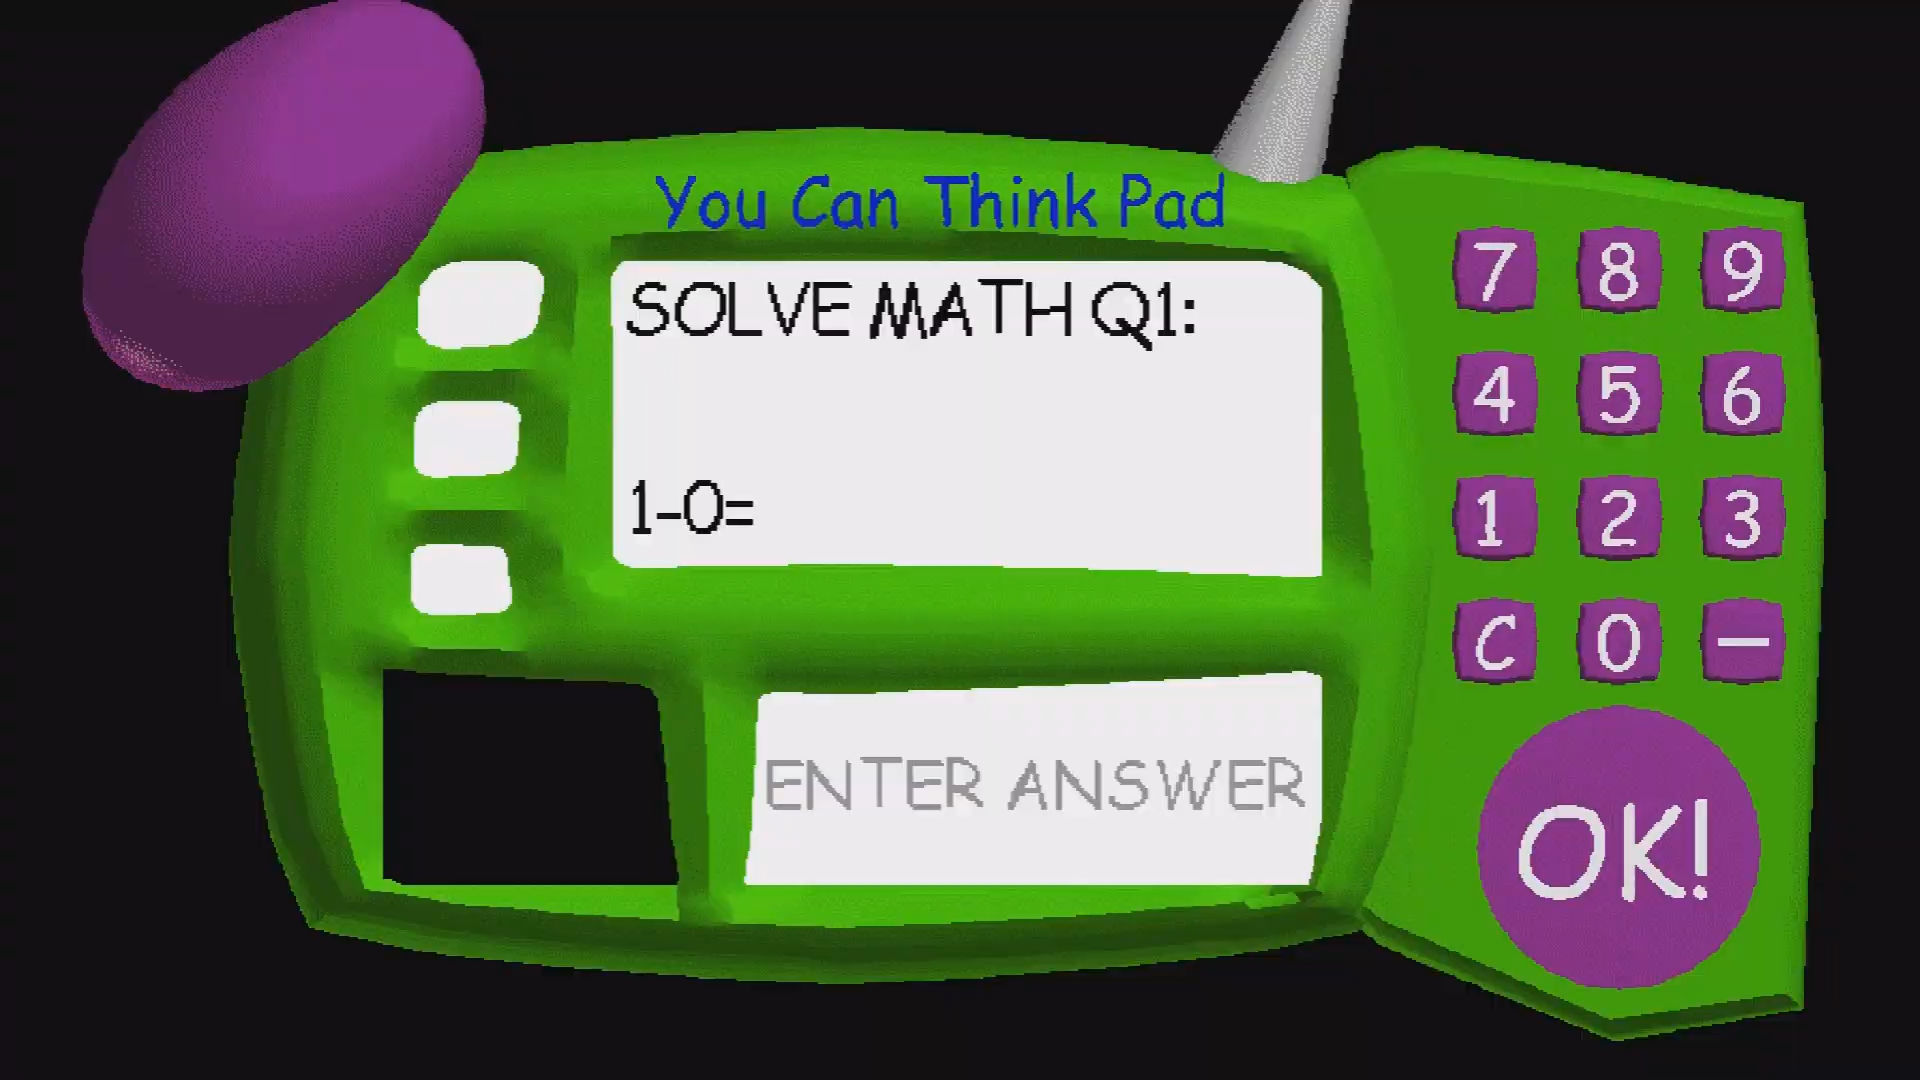 You Can Think Pad
SOLVE MATH Q1:
1-0=
ENTER ANSWER
7 8 9
4 5 6
1 2 3
C 0 -
OK!